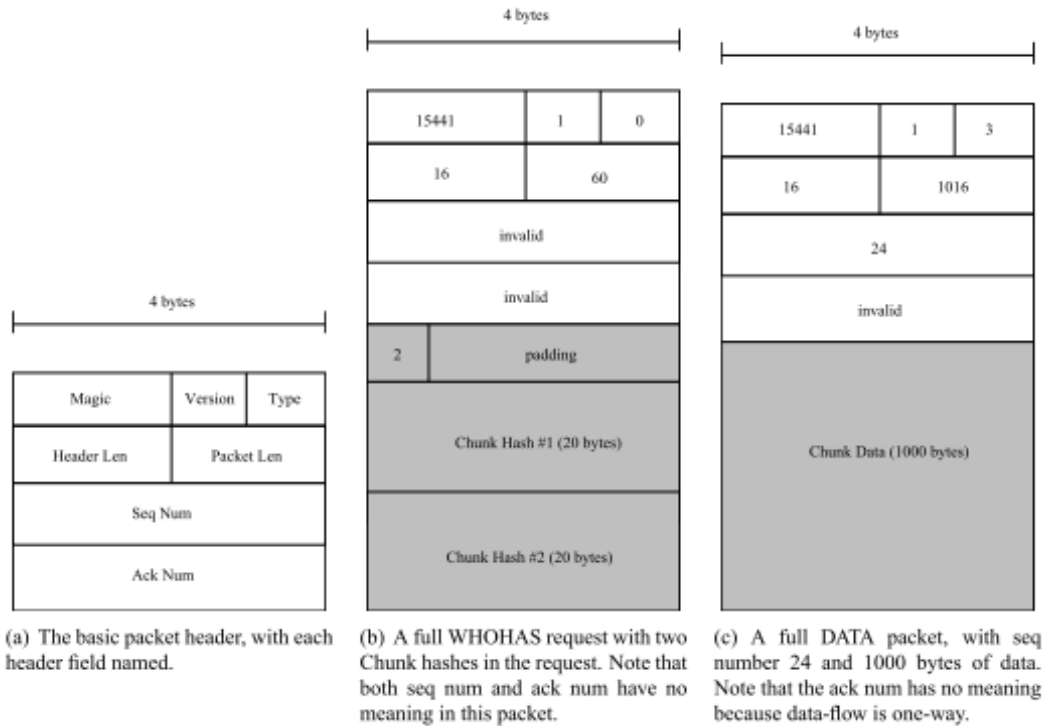 4 bytes
Magic Version Type
Header Len Packet Len
Seq Num
Ack Num
(a) The basic packet header, with each
header field named.
4 bytes
15441 1 0
16 60
invalid
invalid
2 padding
Chunk Hash #1 (20 bytes)
Chunk Hash #2 (20 bytes)
(b) A full WHOHAS request with two
Chunk hashes in the request. Note that
both seq num and ack num have no
meaning in this packet.
4 bytes
15441 1 3
16 1016
24
invalid
Chunk Data (1000 bytes)
(c) A full DATA packet, with seq
number 24 and 1000 bytes of data.
Note that the ack num has no meaning
because data-flow is one-way.